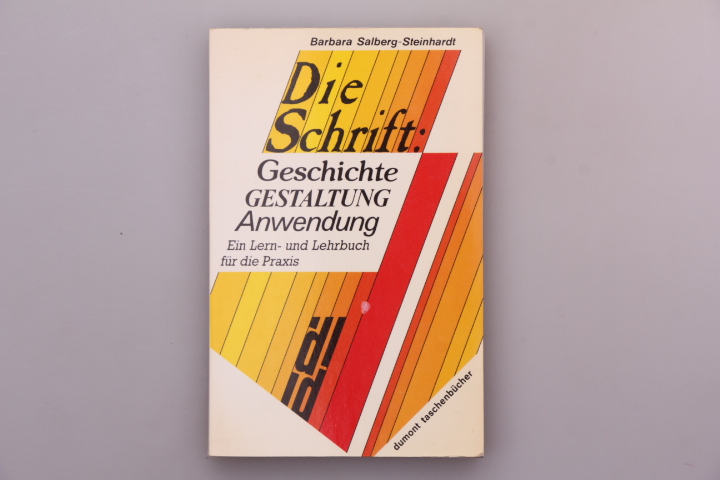 Barbara Salberg-Steinhardt
Die
Schrift:
Geschichte
GESTALTUNG
Anwendung
Ein Lern- und Lehrbuch
für die Praxis
dumont taschenbücher